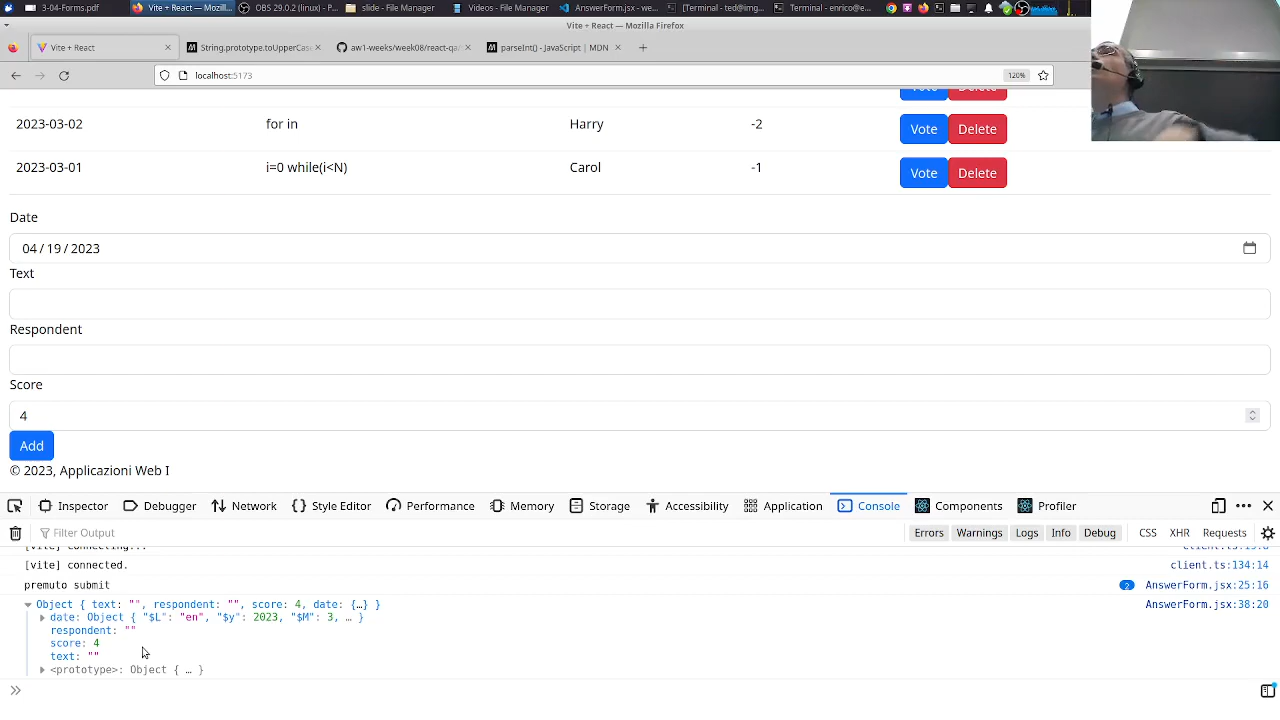 3-04-Forms.pdf
Vite + React — Mozill...
OBS 29.0.2 (linux) - P...
slide - File Manager
Videos - File Manager
AnswerForm.jsx - we...
[Terminal - ted@img...
Terminal - enrico@e...
Vite + React — Mozilla Firefox
Vite + React
String.prototype.toUpperCas
aw1-weeks/week08/react-qa
parseInt() - JavaScript | MDN
localhost:5173
120%
Vote Delete
2023-03-02 for in Harry -2 Vote Delete
2023-03-01 i=0 while(i<N) Carol -1 Vote Delete
Date
04 / 19 / 2023
Text
Respondent
Score
4
Add
© 2023, Applicazioni Web I
Inspector Debugger Network Style Editor Performance Memory Storage Accessibility Application Console Components Profiler
Filter Output Errors Warnings Logs Info Debug CSS XHR Requests
[vite] connecting...
[vite] connected. client.ts:134:14
premuto submit 2 AnswerForm.jsx:25:16
Object { text: "", respondent: "", score: 4, date: {…} } AnswerForm.jsx:38:20
date: Object { "$L": "en", "$y": 2023, "$M": 3, … }
respondent: ""
score: 4
text: ""
<prototype>: Object { … }